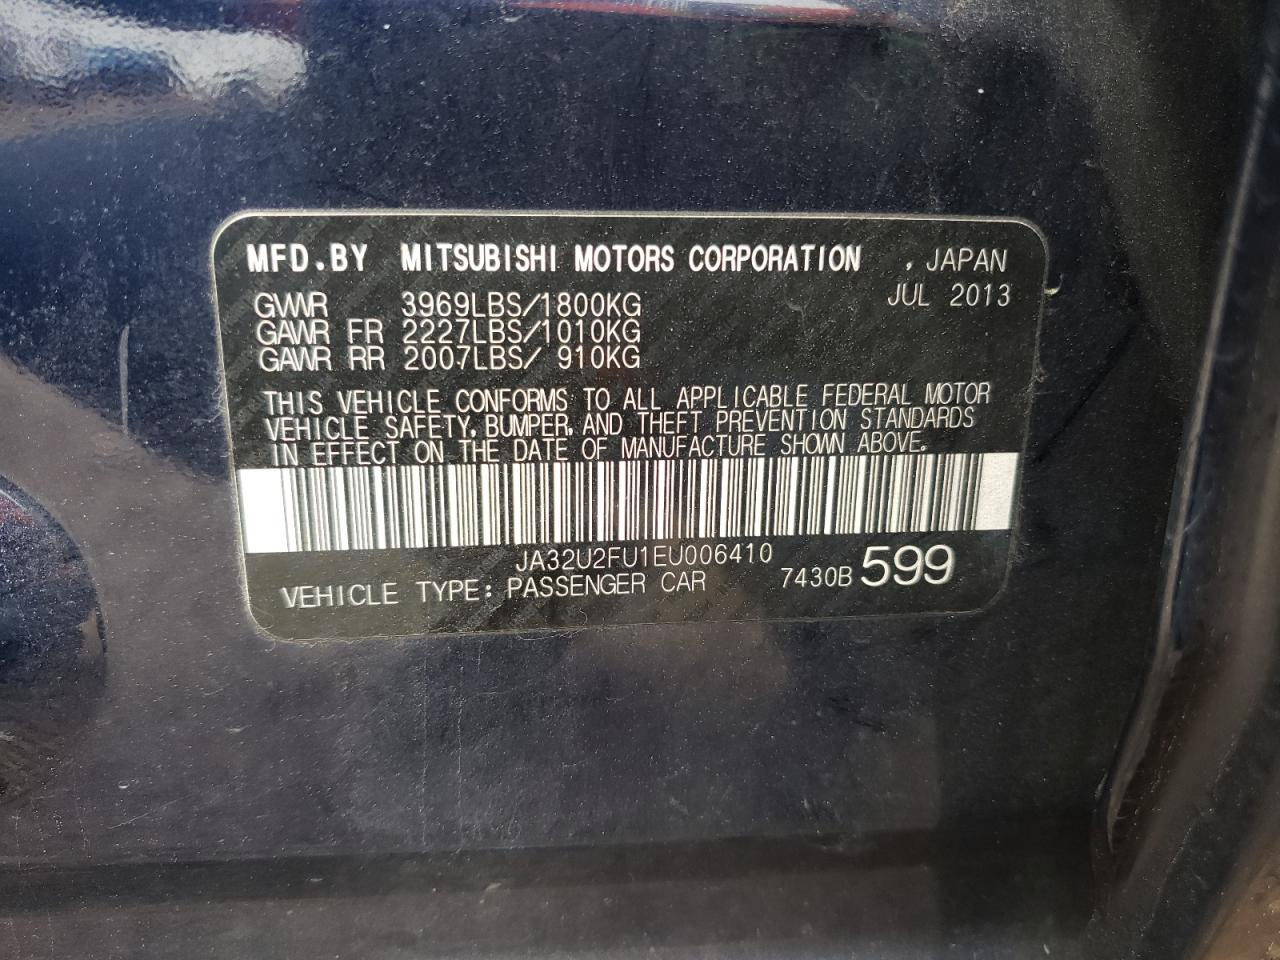 MFD.BY MITSUBISHI MOTORS CORPORATION , JAPAN
JUL 2013
GVWR 3969LBS/1800KG
GAWR FR 2227LBS/1010KG
GAWR RR 2007LBS/ 910KG
THIS VEHICLE CONFORMS TO ALL APPLICABLE FEDERAL MOTOR
VEHICLE SAFETY, BUMPER, AND THEFT PREVENTION STANDARDS
IN EFFECT ON THE DATE OF MANUFACTURE SHOWN ABOVE.
JA32U2FU1EU006410
VEHICLE TYPE: PASSENGER CAR 7430B 599